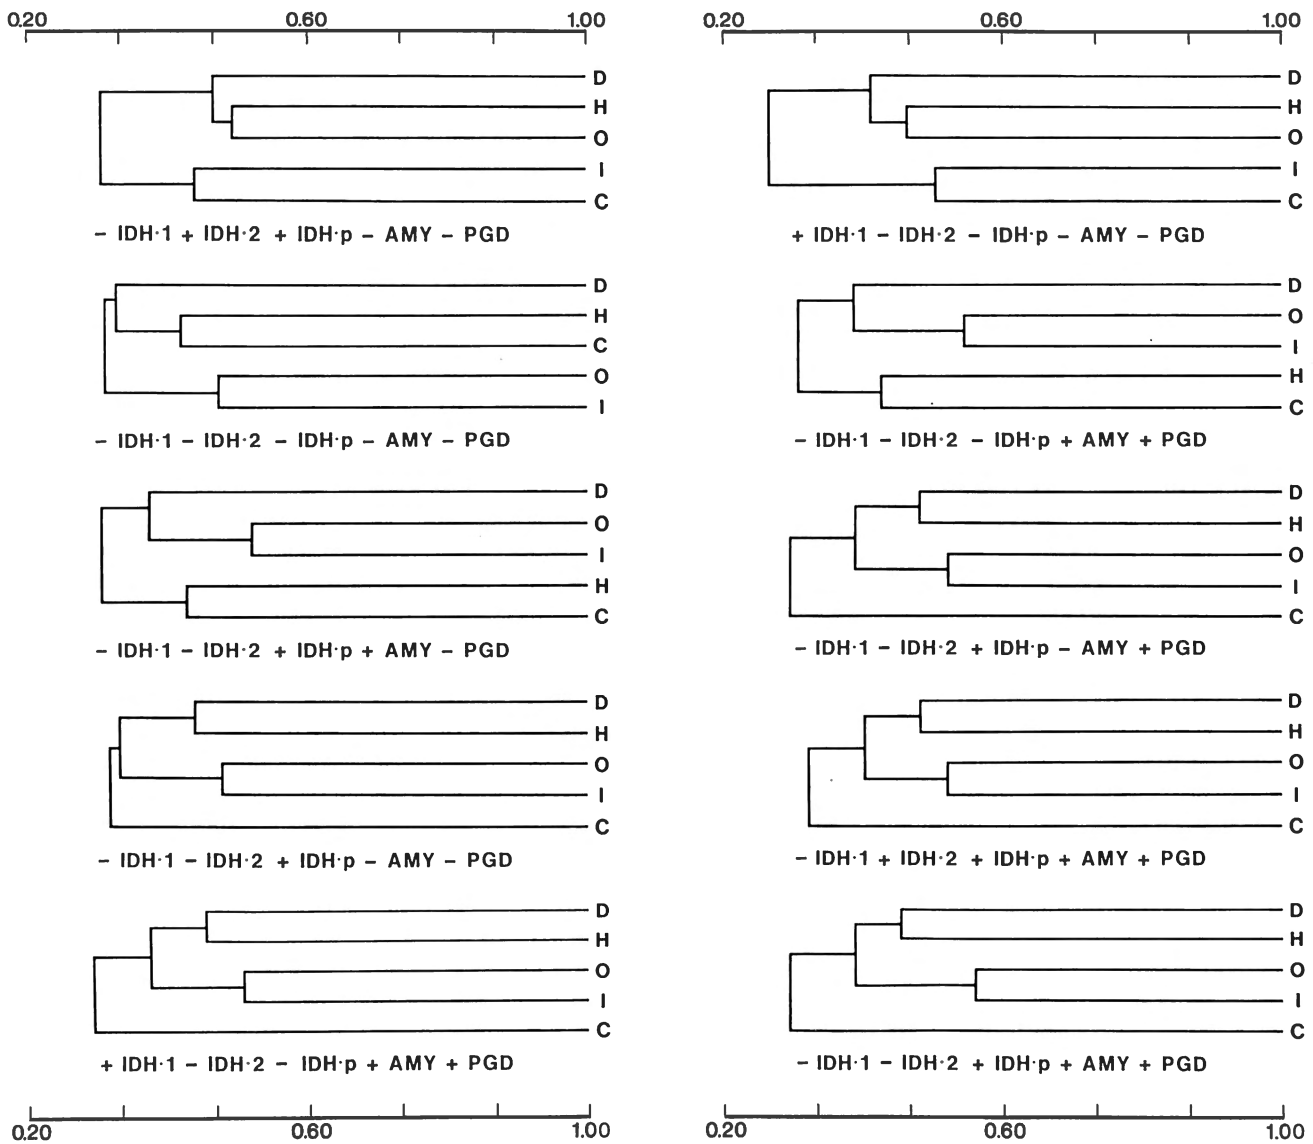 0.20 0.60 1.00
D
H
O
I
C
– IDH·1 + IDH·2 + IDH·p – AMY – PGD
D
H
C
O
I
– IDH·1 – IDH·2 – IDH·p – AMY – PGD
D
O
I
H
C
– IDH·1 – IDH·2 + IDH·p + AMY – PGD
D
H
O
I
C
– IDH·1 – IDH·2 + IDH·p – AMY – PGD
D
H
O
I
C
+ IDH·1 – IDH·2 – IDH·p + AMY + PGD
0.20 0.60 1.00
0.20 0.60 1.00
D
H
O
I
C
+ IDH·1 – IDH·2 – IDH·p – AMY – PGD
D
O
I
H
C
– IDH·1 – IDH·2 – IDH·p + AMY + PGD
D
H
O
I
C
– IDH·1 – IDH·2 + IDH·p – AMY + PGD
D
H
O
I
C
– IDH·1 + IDH·2 + IDH·p + AMY + PGD
D
H
O
I
C
– IDH·1 – IDH·2 + IDH·p + AMY + PGD
0.20 0.60 1.00